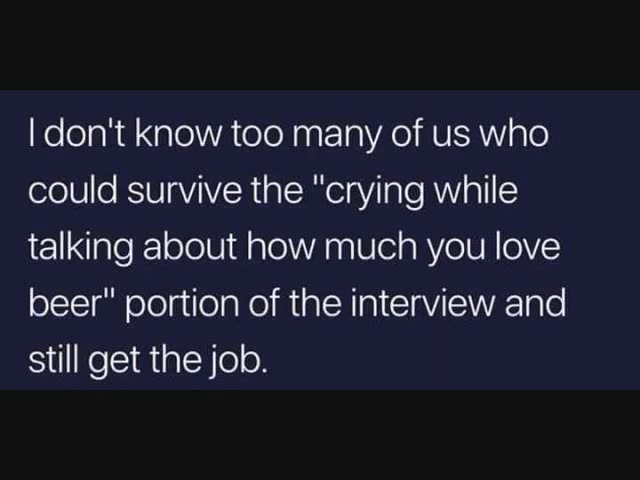 I don't know too many of us who
could survive the "crying while
talking about how much you love
beer" portion of the interview and
still get the job.